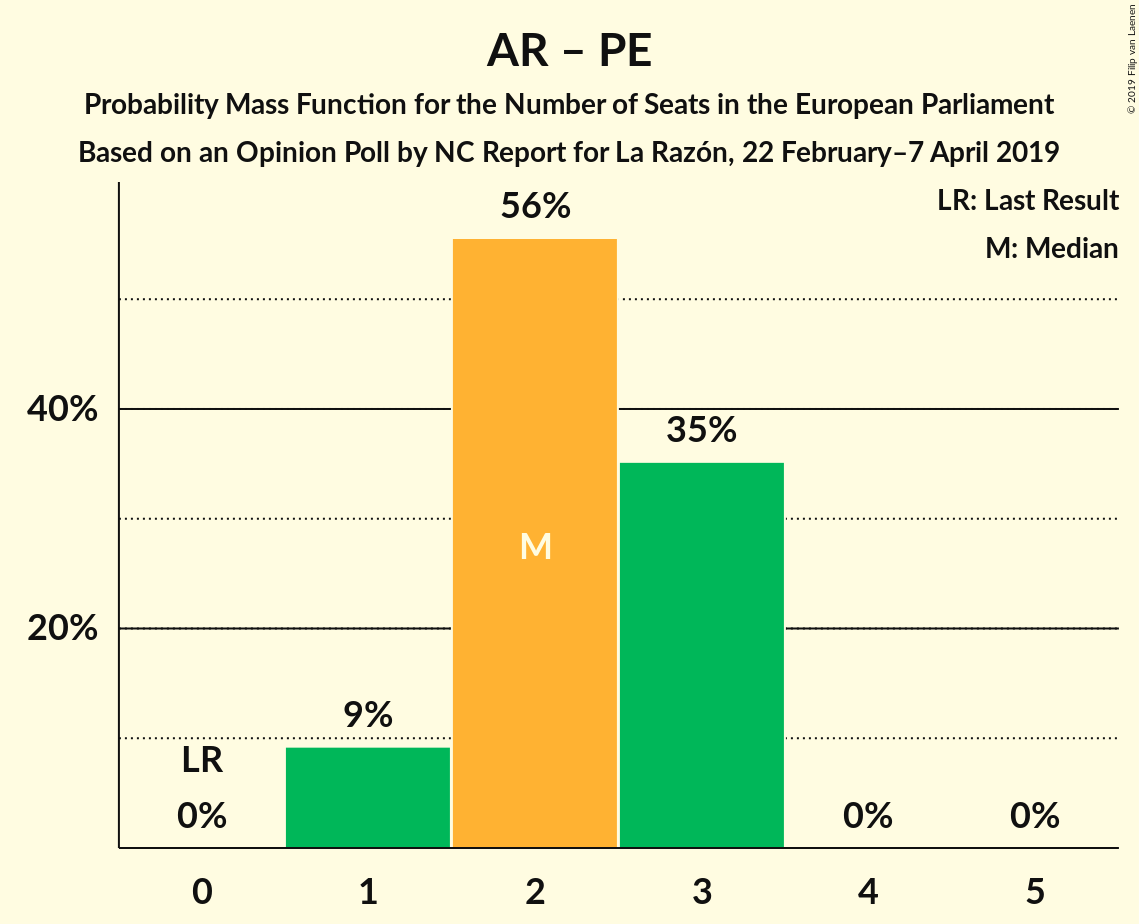 AR – PE
Probability Mass Function for the Number of Seats in the European Parliament
Based on an Opinion Poll by NC Report for La Razón, 22 February–7 April 2019
© 2019 Filip van Laenen
LR: Last Result
M: Median
56%
40%
35%
M
20%
9%
LR
0%
0%
0%
0
1
2
3
4
5